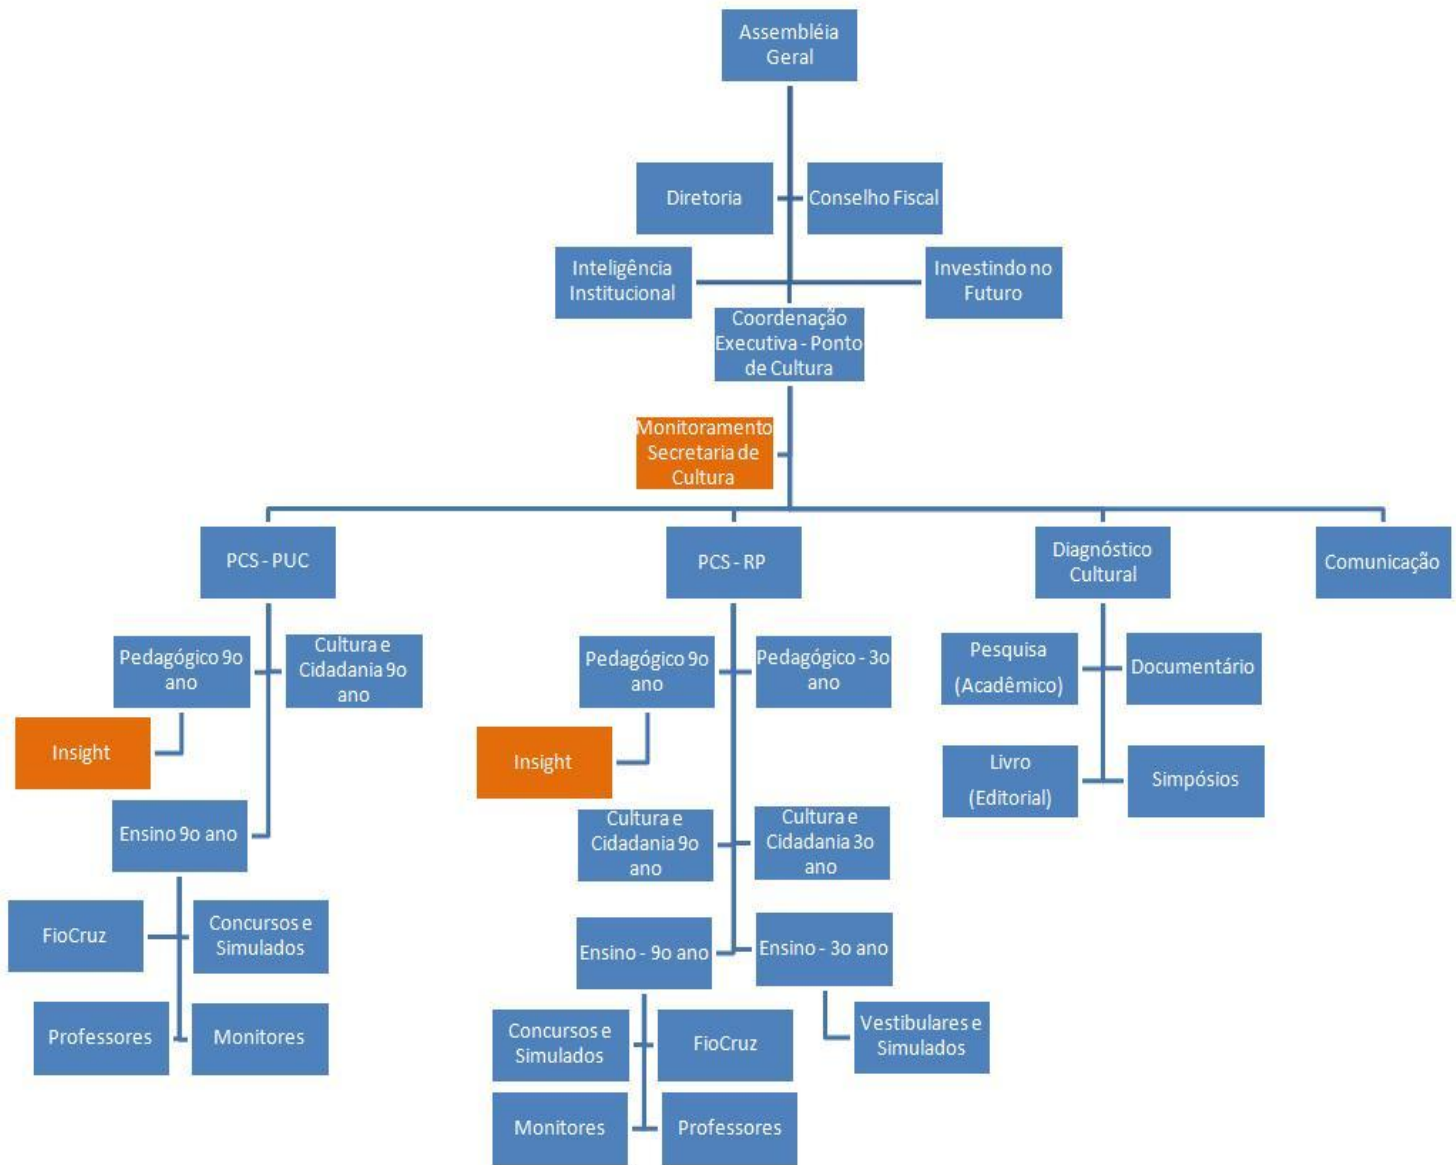 Assembléia
Geral
Diretoria
Conselho Fiscal
Inteligência
Institucional
Investindo no
Futuro
Coordenação
Executiva - Ponto
de Cultura
Monitoramento
Secretaria de
Cultura
PCS - PUC
PCS - RP
Diagnóstico
Cultural
Comunicação
Pedagógico 9o
ano
Cultura e
Cidadania 9o
ano
Insight
Ensino 9o ano
FioCruz
Concursos e
Simulados
Professores
Monitores
Pedagógico 9o
ano
Pedagógico - 3o
ano
Insight
Cultura e
Cidadania 9o
ano
Cultura e
Cidadania 3o
ano
Ensino - 9o ano
Ensino - 3o ano
Concursos e
Simulados
FioCruz
Vestibulares e
Simulados
Monitores
Professores
Pesquisa
(Acadêmico)
Documentário
Livro
(Editorial)
Simpósios